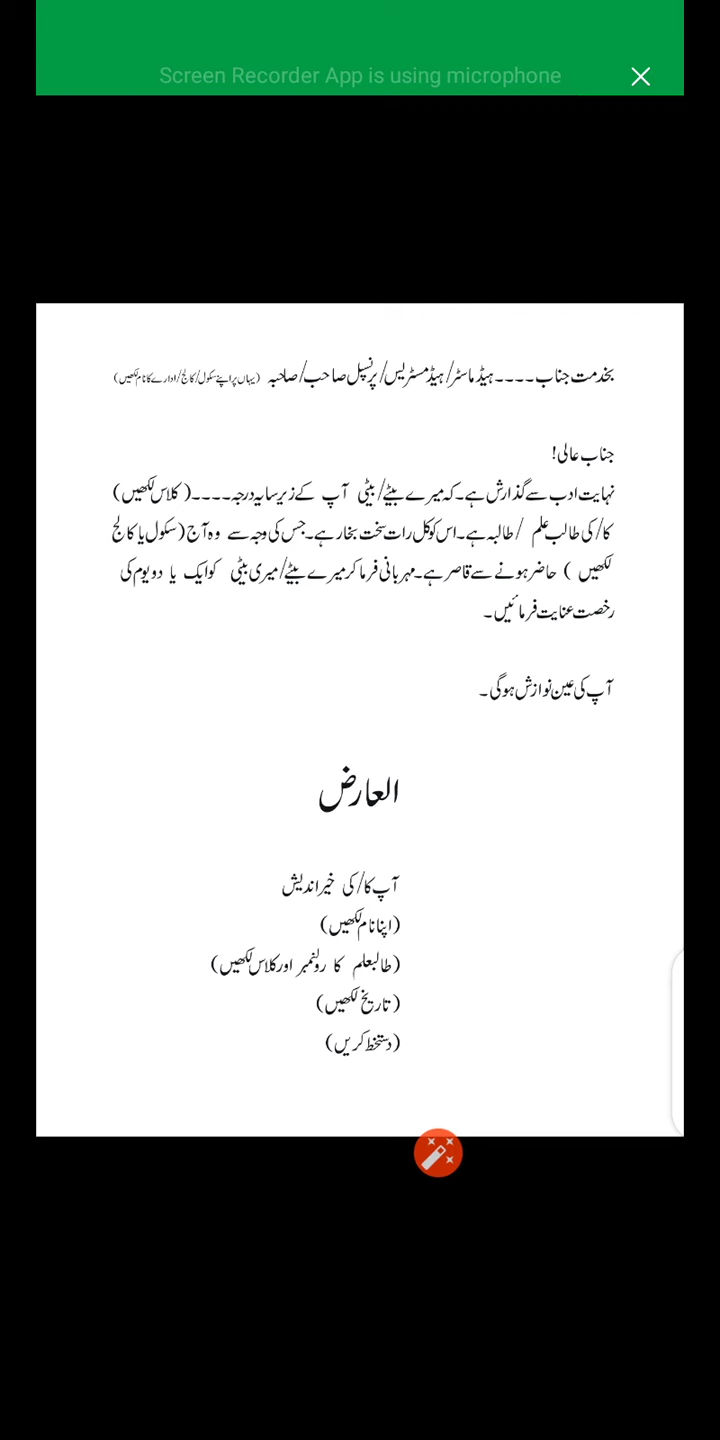 Screen Recorder App is using microphone
بخدمت جناب۔۔۔۔ہیڈ ماسٹر/ہیڈ مسٹریس/پرنسپل صاحب/صاحبہ (یہاں پر اپنے سکول/کالج/ادارے کا نام لکھیں)
جناب عالی!
نہایت ادب سے گذارش ہے۔ کہ میرے بیٹے/بیٹی آپ کے زیر سایہ درجہ۔۔۔۔(کلاس لکھیں)
کا/کی طالب علم /طالبہ ہے۔ اس کو کل رات سخت بخار ہے۔ جس کی وجہ سے وہ آج (سکول یا کالج
لکھیں ) حاضر ہونے سے قاصر ہے۔ مہربانی فرما کر میرے بیٹے/میری بیٹی کو ایک یا دو یوم کی
رخصت عنایت فرمائیں۔
آپ کی عین نوازش ہوگی۔
العارض
آپ کا/کی خیر اندیش
(اپنا نام لکھیں)
(طالبعلم کا رولنمبر اور کلاس لکھیں)
(تاریخ لکھیں)
(دستخط کریں)